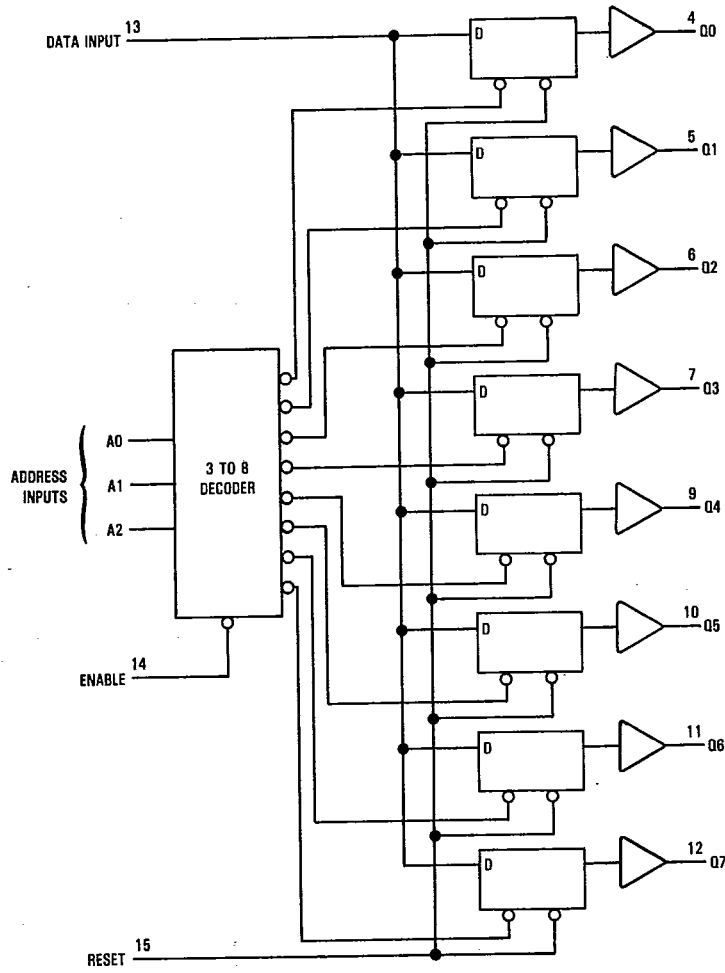 DATA INPUT 13
D
4 Q0
D
5 Q1
D
6 Q2
D
7 Q3
ADDRESS INPUTS
A0
A1
A2
3 TO 8
DECODER
D
9 Q4
D
10 Q5
ENABLE 14
D
11 Q6
D
12 Q7
RESET 15